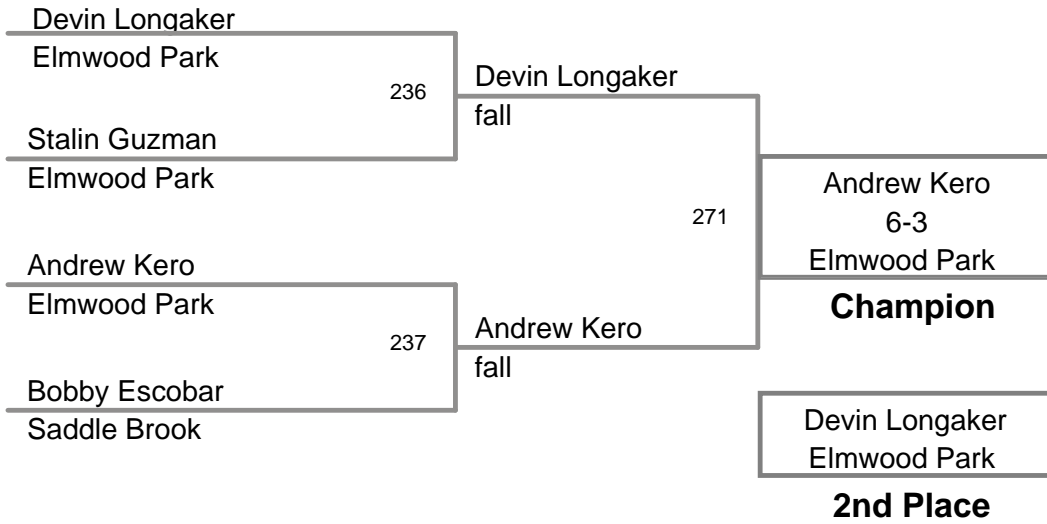 Devin Longaker
Elmwood Park
236
Devin Longaker
fall
Stalin Guzman
Elmwood Park
271
Andrew Kero
6-3
Elmwood Park
Champion
Andrew Kero
Elmwood Park
237
Andrew Kero
fall
Bobby Escobar
Saddle Brook
Devin Longaker
Elmwood Park
2nd Place